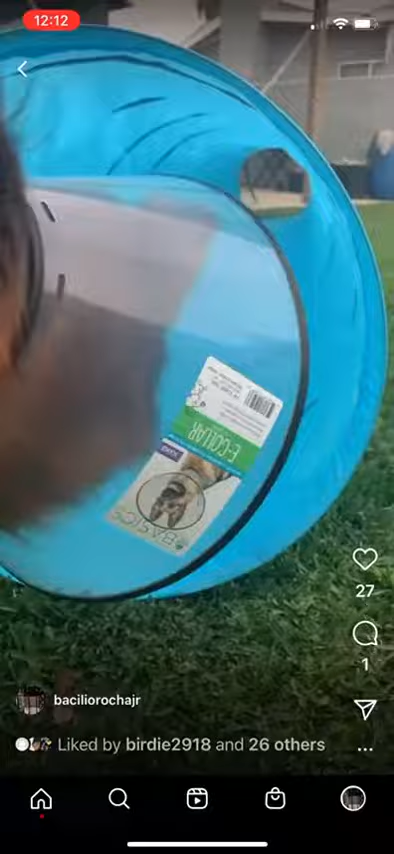 12:12
E-COLLAR
BASICS
27
1
baciliorochajr
Liked by birdie2918 and 26 others